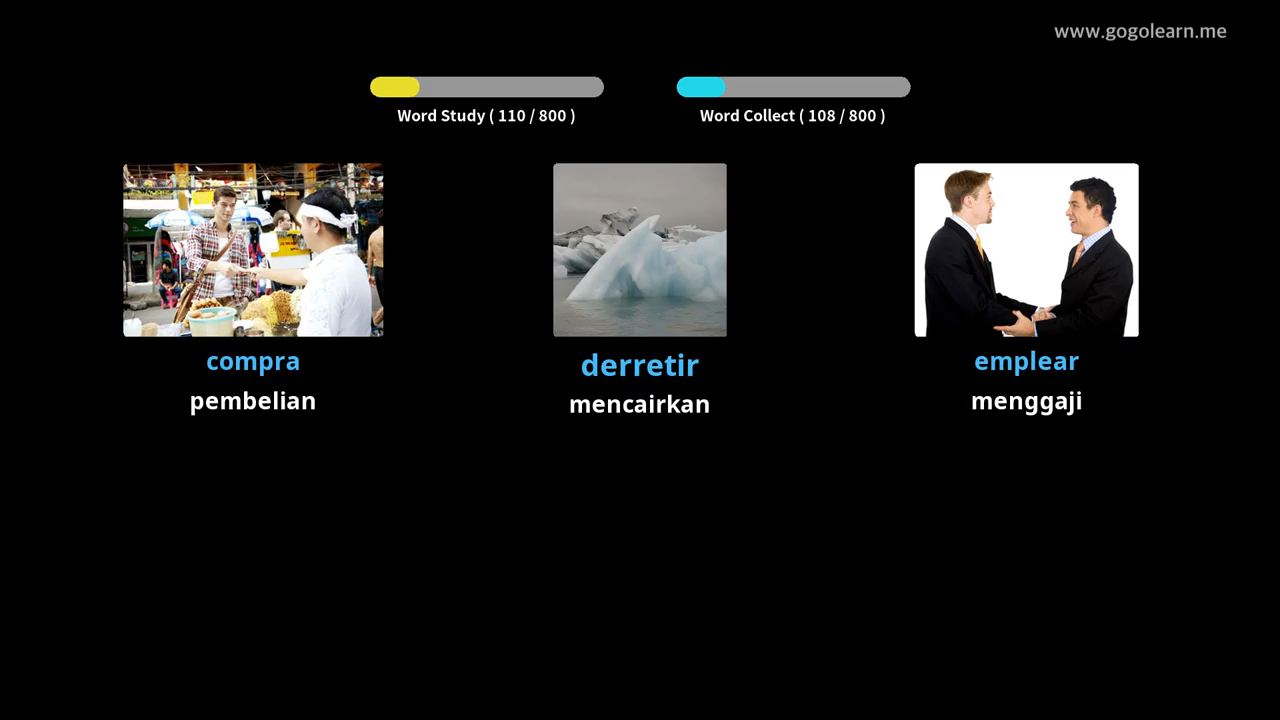 www.gogolearn.me
Word Study ( 110 / 800 )
Word Collect ( 108 / 800 )
compra
derretir
emplear
pembelian
mencairkan
menggaji